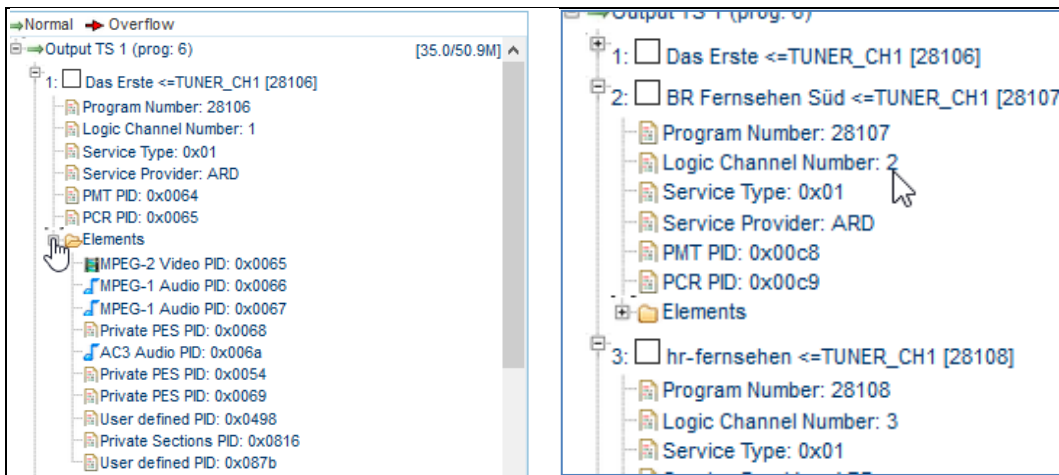 Normal Overflow
Output TS 1 (prog: 6) [35.0/50.9M]
1: Das Erste <=TUNER_CH1 [28106]
Program Number: 28106
Logic Channel Number: 1
Service Type: 0x01
Service Provider: ARD
PMT PID: 0x0064
PCR PID: 0x0065
Elements
MPEG-2 Video PID: 0x0065
MPEG-1 Audio PID: 0x0066
MPEG-1 Audio PID: 0x0067
Private PES PID: 0x0068
AC3 Audio PID: 0x006a
Private PES PID: 0x0054
Private PES PID: 0x0069
User defined PID: 0x0498
Private Sections PID: 0x0816
User defined PID: 0x087b
Output TS 1 (prog: 6)
1: Das Erste <=TUNER_CH1 [28106]
2: BR Fernsehen Süd <=TUNER_CH1 [28107
Program Number: 28107
Logic Channel Number: 2
Service Type: 0x01
Service Provider: ARD
PMT PID: 0x00c8
PCR PID: 0x00c9
Elements
3: hr-fernsehen <=TUNER_CH1 [28108]
Program Number: 28108
Logic Channel Number: 3
Service Type: 0x01